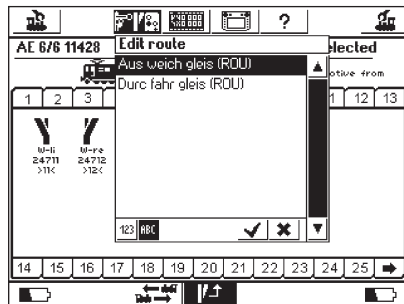 ?
AE 6/6 11428
Edit route
elected
Aus weich gleis (ROU)
otive from
Durc fahr gleis (ROU)
1 2 3
12 13
W-li
24711
>11<
W-re
24712
>12<
123 ABC
14 15 16 17 18 19 20 21 22 23 24 25